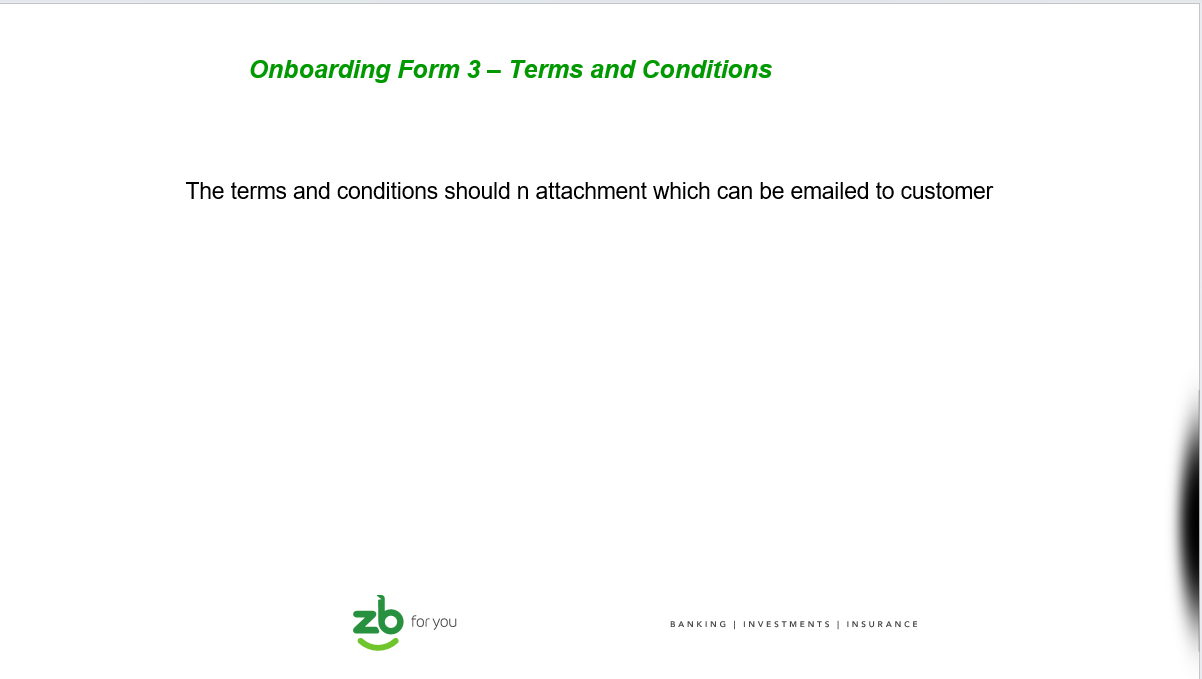 Onboarding Form 3 – Terms and Conditions
The terms and conditions should n attachment which can be emailed to customer
zb for you
BANKING | INVESTMENTS | INSURANCE